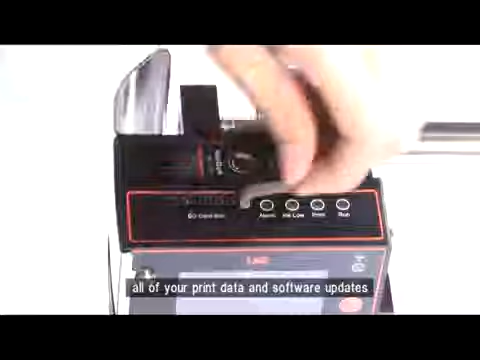 SD Card Slot
Alarm Ink Low Print Run
all of your print data and software updates